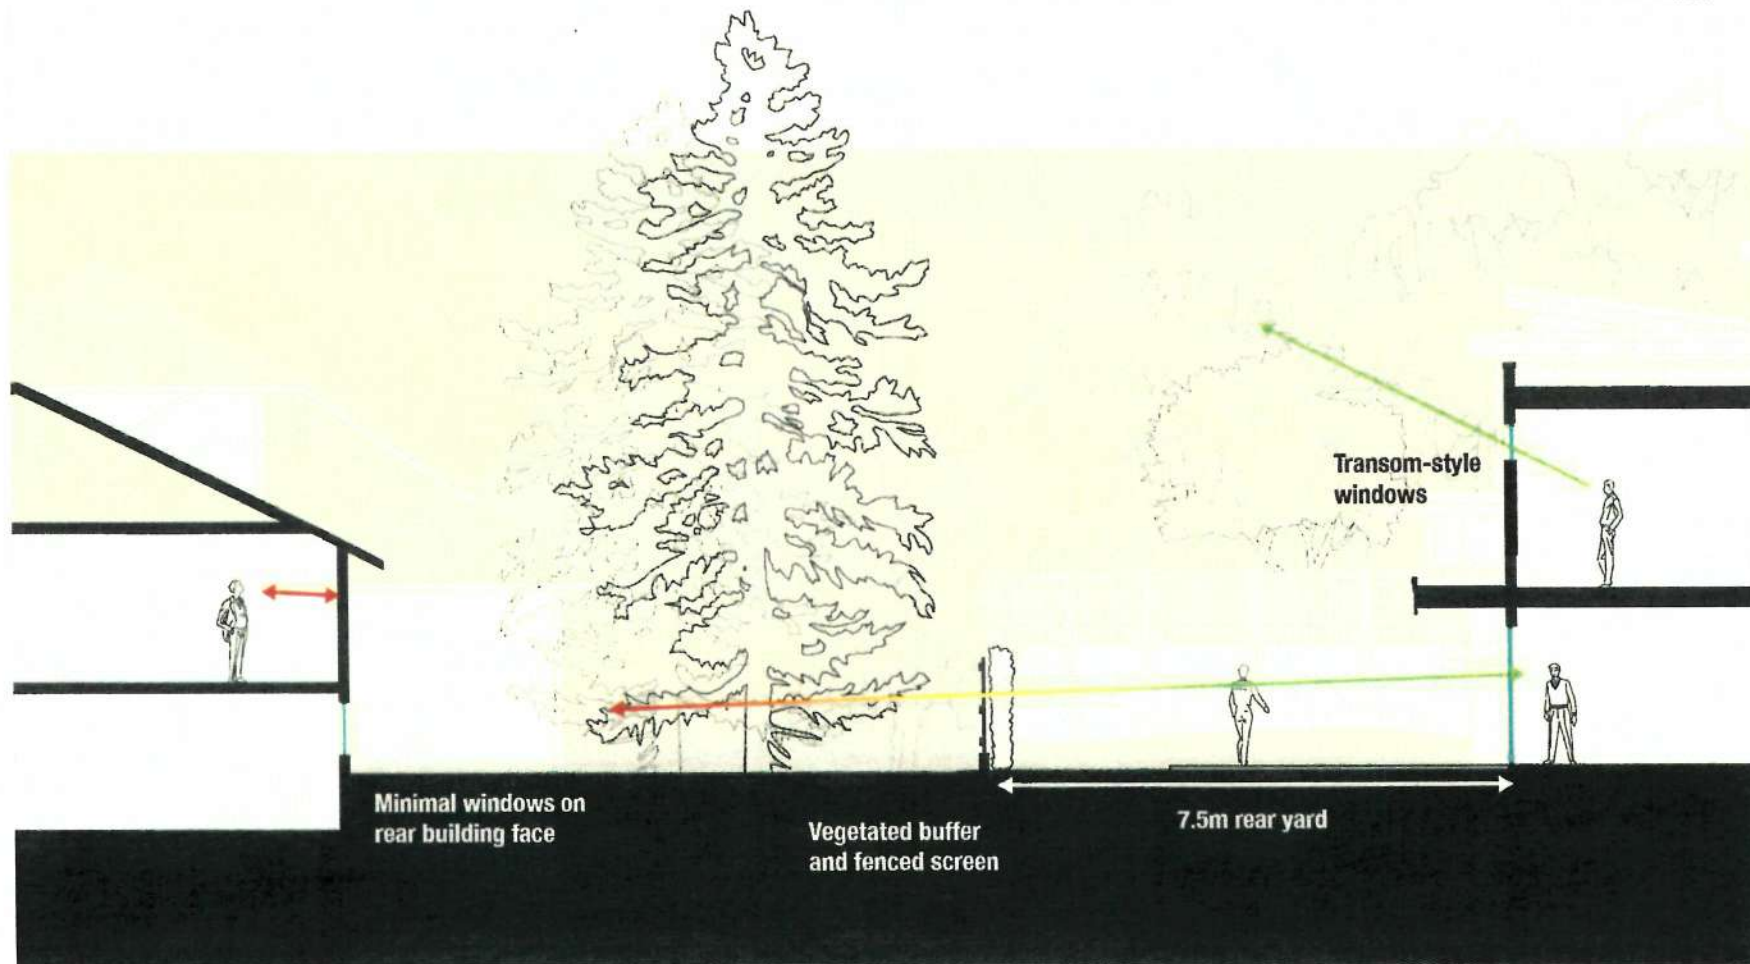 Transom-style
windows
Minimal windows on
rear building face
Vegetated buffer
and fenced screen
7.5m rear yard